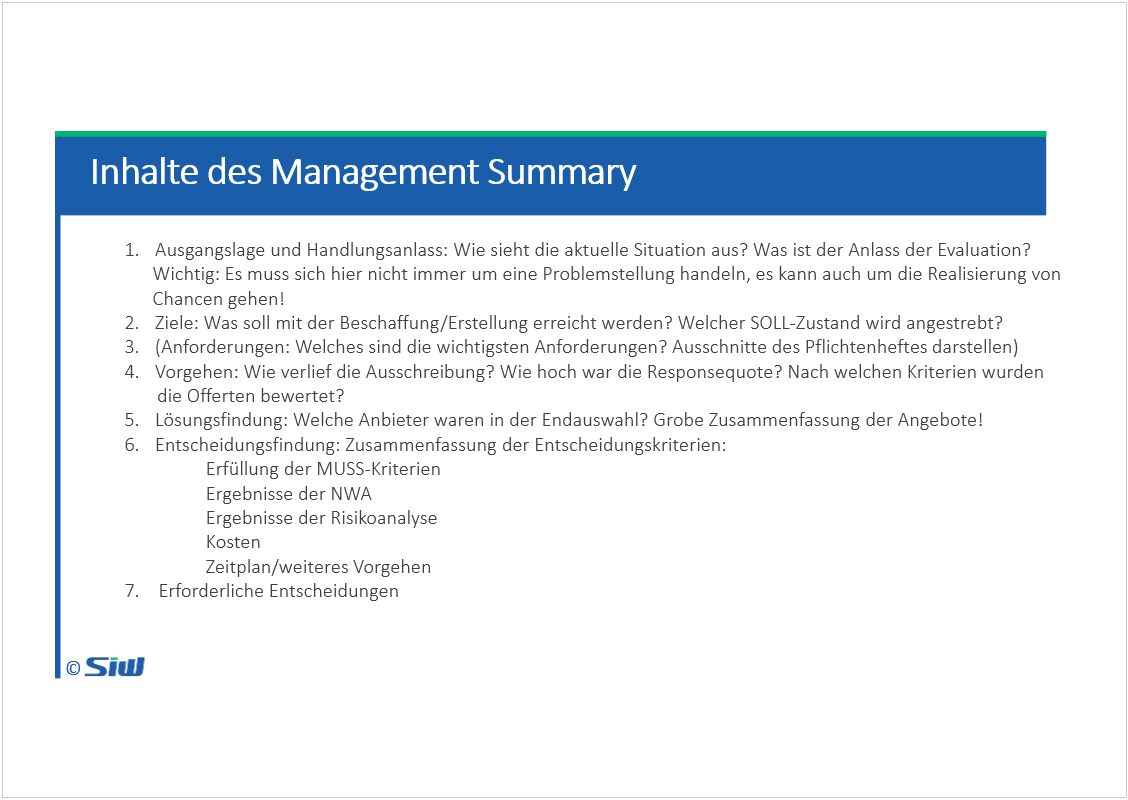 Inhalte des Management Summary
1. Ausgangslage und Handlungsanlass: Wie sieht die aktuelle Situation aus? Was ist der Anlass der Evaluation?
Wichtig: Es muss sich hier nicht immer um eine Problemstellung handeln, es kann auch um die Realisierung von
Chancen gehen!
2. Ziele: Was soll mit der Beschaffung/Erstellung erreicht werden? Welcher SOLL-Zustand wird angestrebt?
3. (Anforderungen: Welches sind die wichtigsten Anforderungen? Ausschnitte des Pflichtenheftes darstellen)
4. Vorgehen: Wie verlief die Ausschreibung? Wie hoch war die Responsequote? Nach welchen Kriterien wurden
die Offerten bewertet?
5. Lösungsfindung: Welche Anbieter waren in der Endauswahl? Grobe Zusammenfassung der Angebote!
6. Entscheidungsfindung: Zusammenfassung der Entscheidungskriterien:
Erfüllung der MUSS-Kriterien
Ergebnisse der NWA
Ergebnisse der Risikoanalyse
Kosten
Zeitplan/weiteres Vorgehen
7. Erforderliche Entscheidungen
© SIW